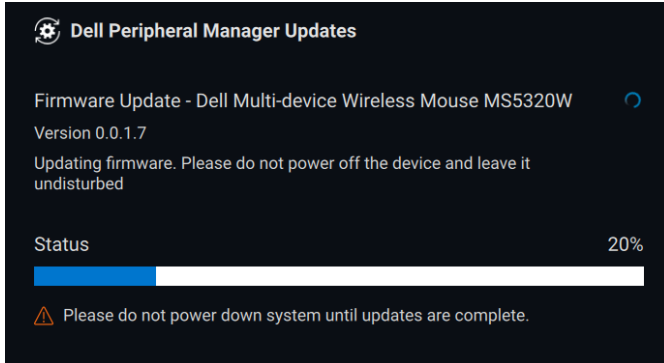 Dell Peripheral Manager Updates
Firmware Update - Dell Multi-device Wireless Mouse MS5320W
Version 0.0.1.7
Updating firmware. Please do not power off the device and leave it
undisturbed
Status 20%
Please do not power down system until updates are complete.